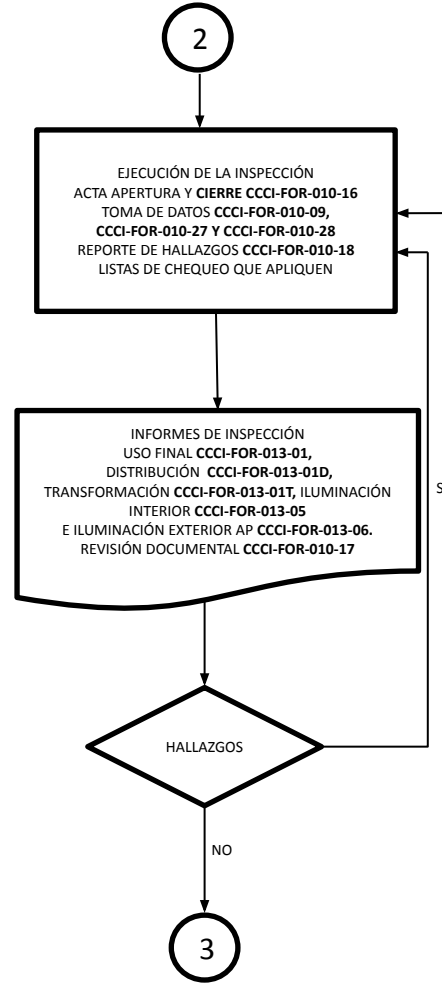 2
EJECUCIÓN DE LA INSPECCIÓN
ACTA APERTURA Y CIERRE CCCI-FOR-010-16
TOMA DE DATOS CCCI-FOR-010-09,
CCCI-FOR-010-27 Y CCCI-FOR-010-28
REPORTE DE HALLAZGOS CCCI-FOR-010-18
LISTAS DE CHEQUEO QUE APLIQUEN
INFORMES DE INSPECCIÓN
USO FINAL CCCI-FOR-013-01,
DISTRIBUCIÓN CCCI-FOR-013-01D,
TRANSFORMACIÓN CCCI-FOR-013-01T, ILUMINACIÓN
INTERIOR CCCI-FOR-013-05
E ILUMINACIÓN EXTERIOR AP CCCI-FOR-013-06.
REVISIÓN DOCUMENTAL CCCI-FOR-010-17
S
HALLAZGOS
NO
3